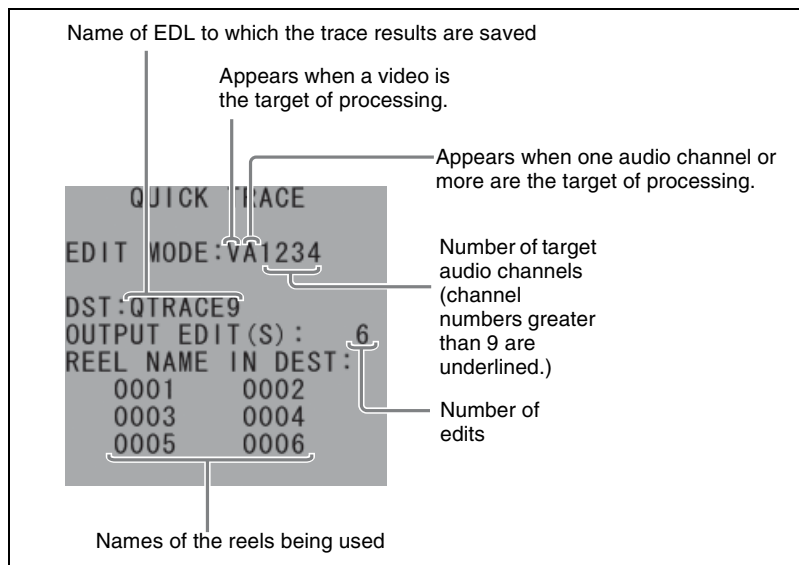 Name of EDL to which the trace results are saved
Appears when a video is
the target of processing.
Appears when one audio channel or
more are the target of processing.
QUICK TRACE
EDIT MODE:VA1234
Number of target
audio channels
(channel
numbers greater
than 9 are
underlined.)
DST:QTRACE9
OUTPUT EDIT(S): 6
REEL NAME IN DEST:
0001 0002
0003 0004
0005 0006
Number of
edits
Names of the reels being used